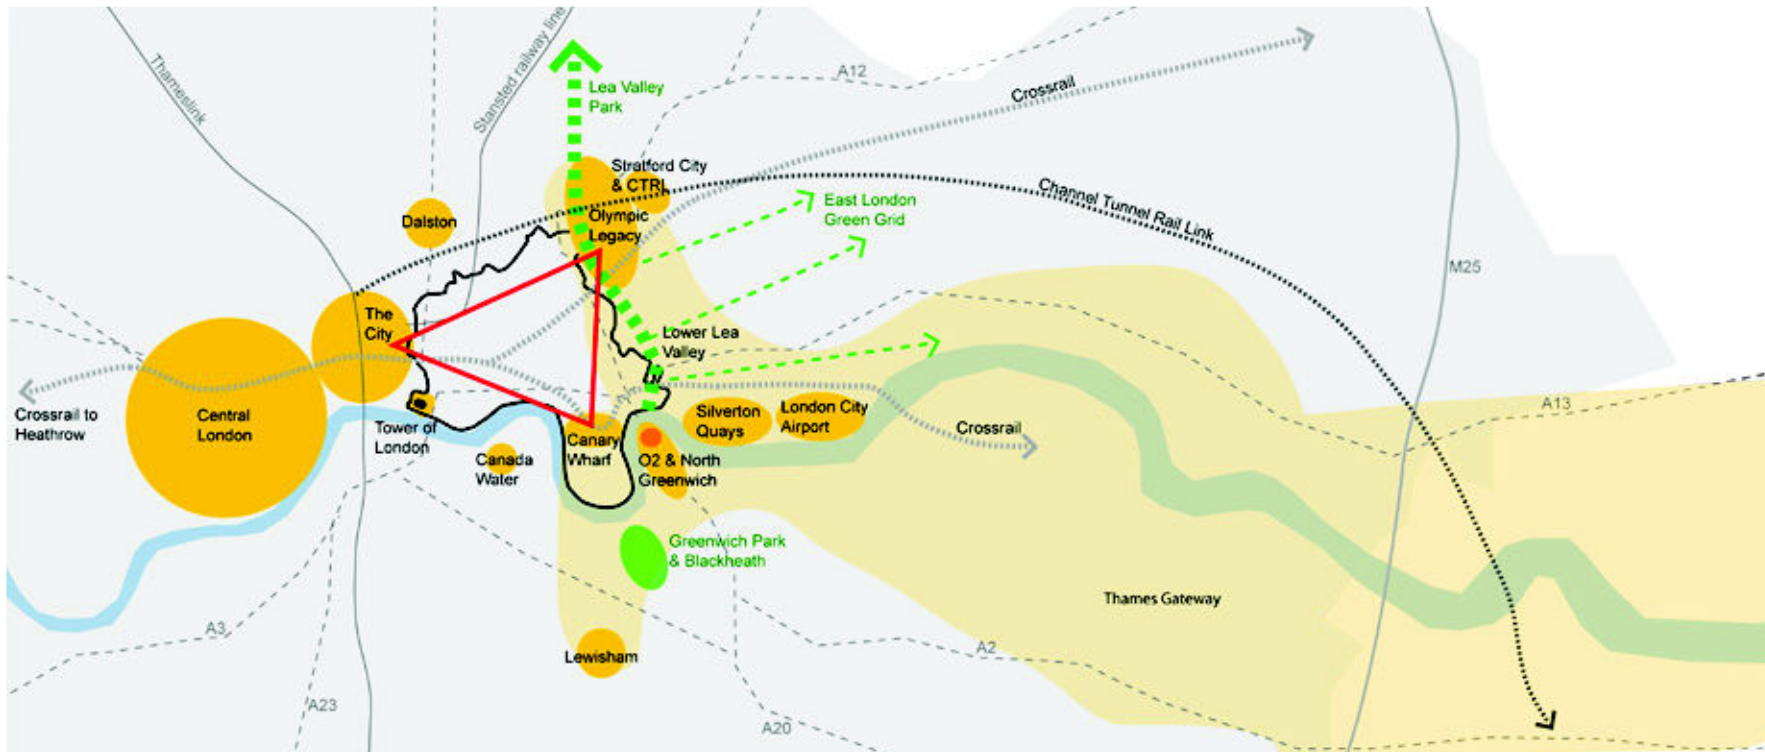 Thameslink
Stansted railway line
Lea Valley
Park
A12
Crossrail
Stratford City
& CTRL
Dalston
Olympic
Legacy
East London
Green Grid
Channel Tunnel Rail Link
M25
The
City
Lower Lea
Valley
Crossrail to
Heathrow
Central
London
Tower of
London
Canada
Water
Canary
Wharf
Silverton
Quays
London City
Airport
O2 & North
Greenwich
Crossrail
A13
Greenwich Park
& Blackheath
Thames Gateway
A3
Lewisham
A2
A23
A20